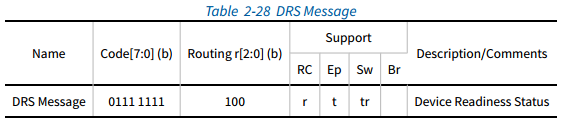 Table 2-28 DRS Message
Name Code[7:0] (b) Routing r[2:0] (b) Support Description/Comments
RC Ep Sw Br
DRS Message 0111 1111 100 r t tr Device Readiness Status